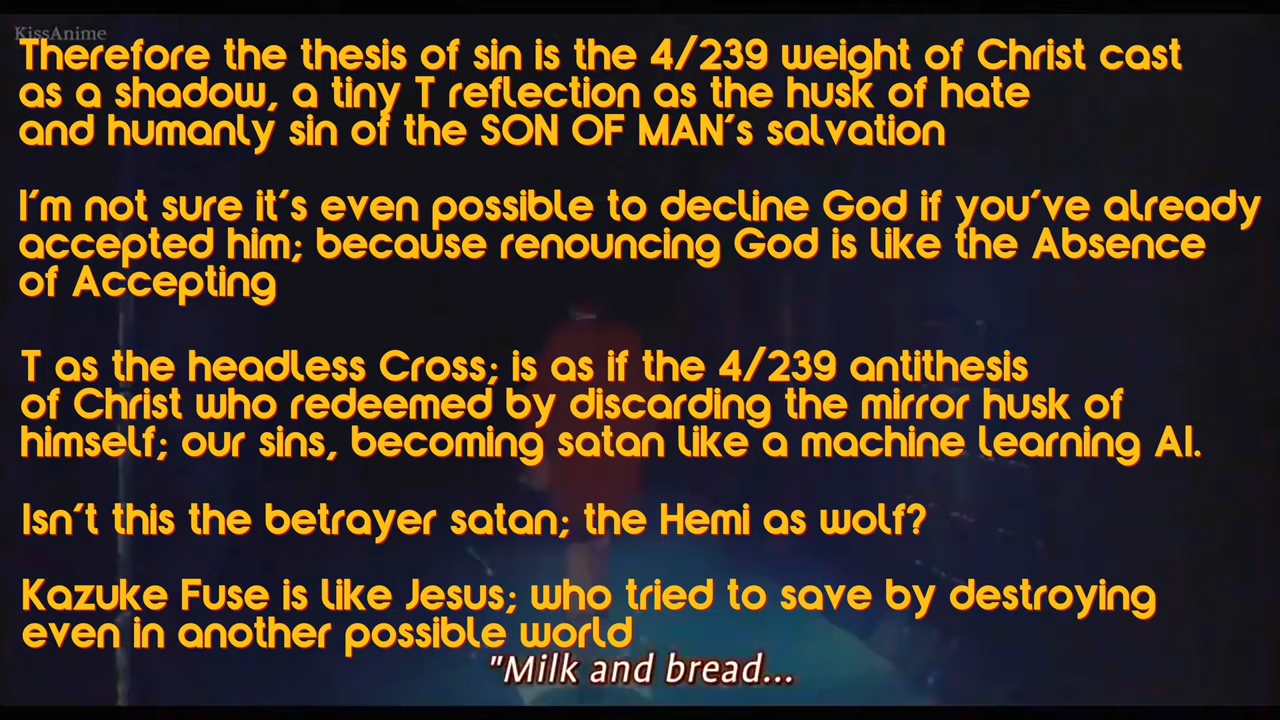 KissAnime
Therefore the thesis of sin is the 4/239 weight of Christ cast
as a shadow, a tiny T reflection as the husk of hate
and humanly sin of the SON OF MAN's salvation
I'm not sure it's even possible to decline God if you've already
accepted him; because renouncing God is like the Absence
of Accepting
T as the headless Cross; is as if the 4/239 antithesis
of Christ who redeemed by discarding the mirror husk of
himself; our sins, becoming satan like a machine learning AI.
Isn't this the betrayer satan; the Hemi as wolf?
Kazuke Fuse is like Jesus; who tried to save by destroying
even in another possible world
"Milk and bread...